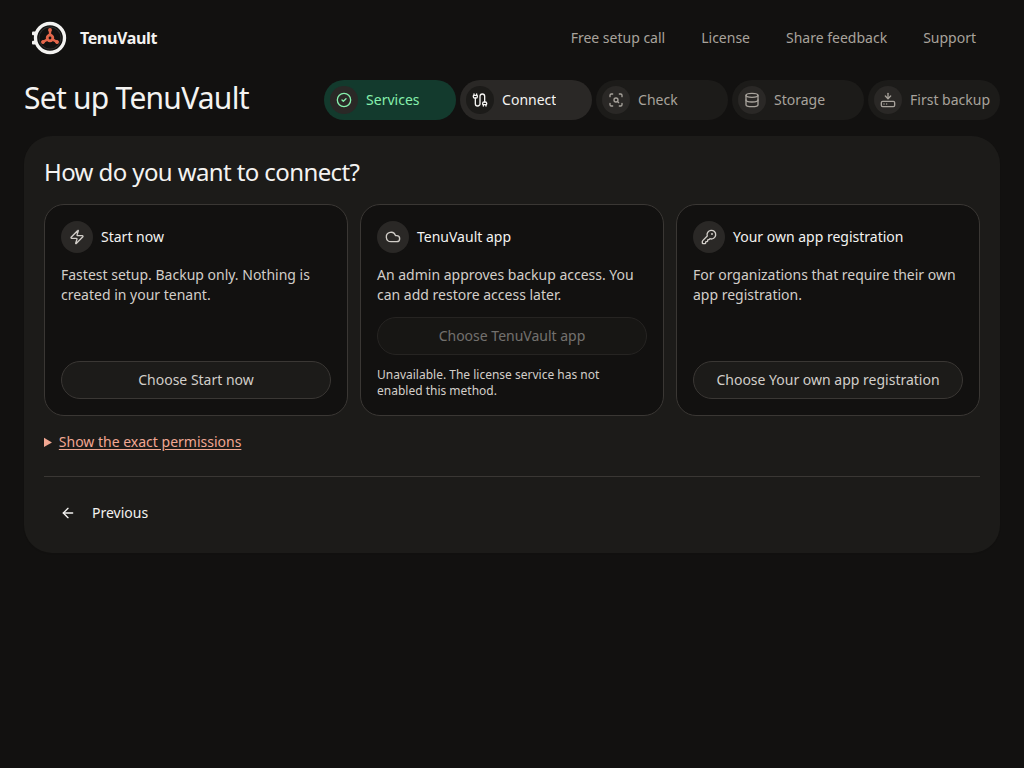 TenuVault
Free setup call
License
Share feedback
Support
Set up TenuVault
Services
Connect
Check
Storage
First backup
How do you want to connect?
Start now
Fastest setup. Backup only. Nothing is
created in your tenant.
Choose Start now
TenuVault app
An admin approves backup access. You
can add restore access later.
Choose TenuVault app
Unavailable. The license service has not
enabled this method.
Your own app registration
For organizations that require their own
app registration.
Choose Your own app registration
Show the exact permissions
Previous